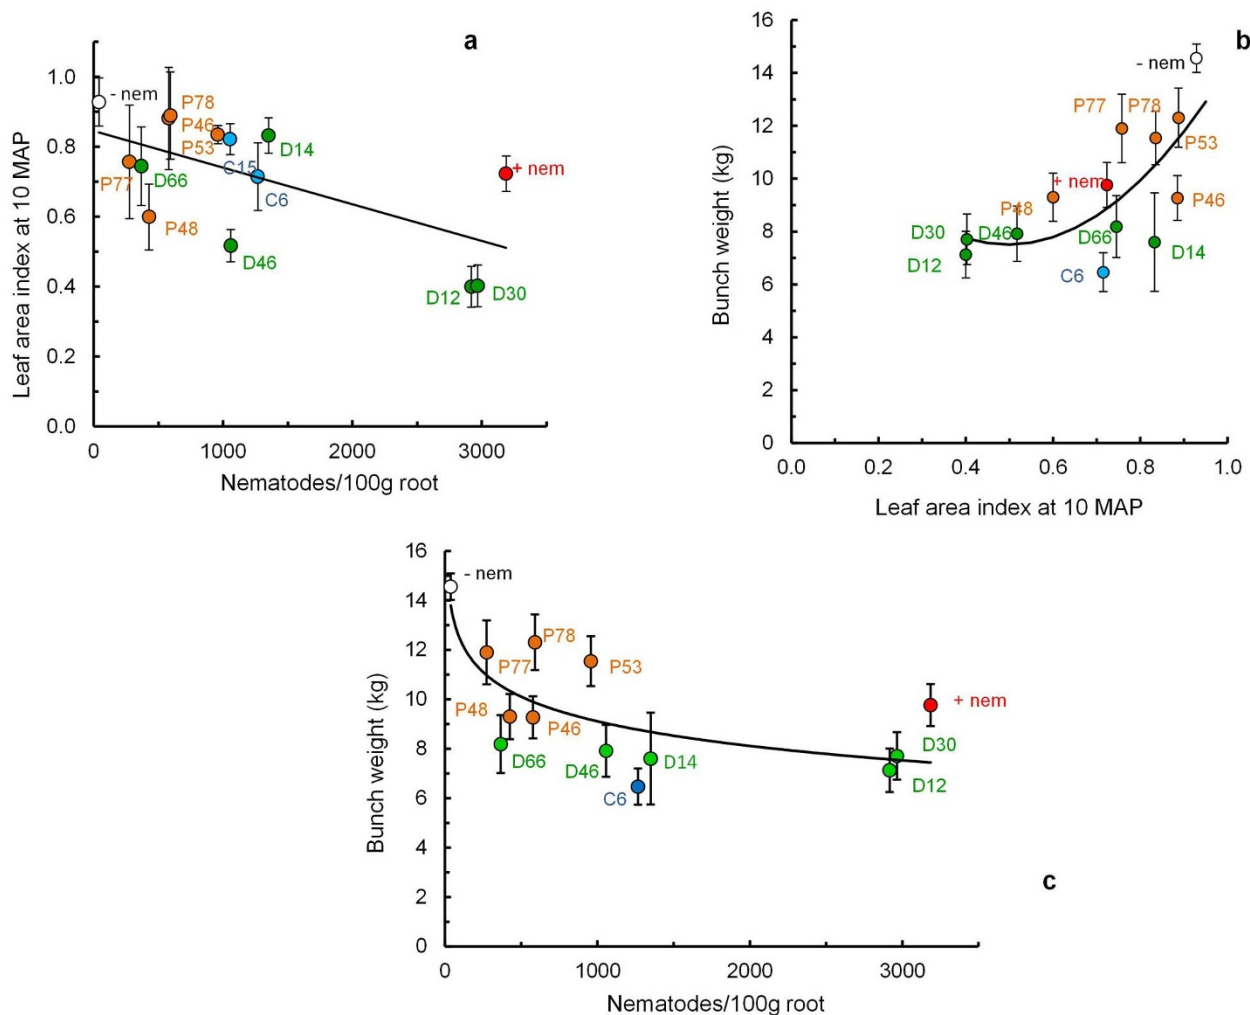 a
1.0
0.8
0.6
0.4
0.2
0.0
Leaf area index at 10 MAP
- nem
P78
P46
P53
D14
C15
+ nem
P77
D66
C6
P48
D46
D12
D30
0
1000
2000
3000
Nematodes/100g root
b
16
14
12
10
8
6
4
2
0
Bunch weight (kg)
- nem
P77
P78
P53
+ nem
P48
P46
D30
D46
D66
D14
D12
C6
0.0
0.2
0.4
0.6
0.8
1.0
Leaf area index at 10 MAP
16
14
12
10
8
6
4
2
0
Bunch weight (kg)
- nem
P78
P77
P53
P48
P46
+ nem
D66
D46
D14
D30
C6
D12
c
0
1000
2000
3000
Nematodes/100g root